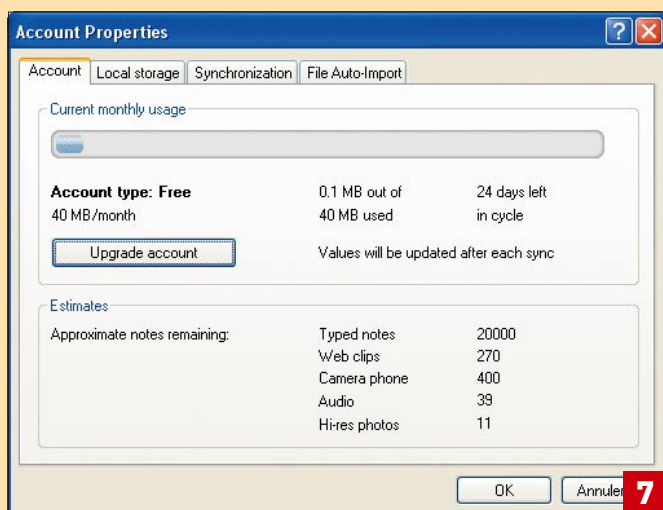 Account Properties
Account Local storage Synchronization File Auto-Import
Current monthly usage
Account type: Free 0.1 MB out of 24 days left
40 MB/month 40 MB used in cycle
Upgrade account Values will be updated after each sync
Estimates
Approximate notes remaining: Typed notes 20000
Web clips 270
Camera phone 400
Audio 39
Hi-res photos 11
OK Annuler
7